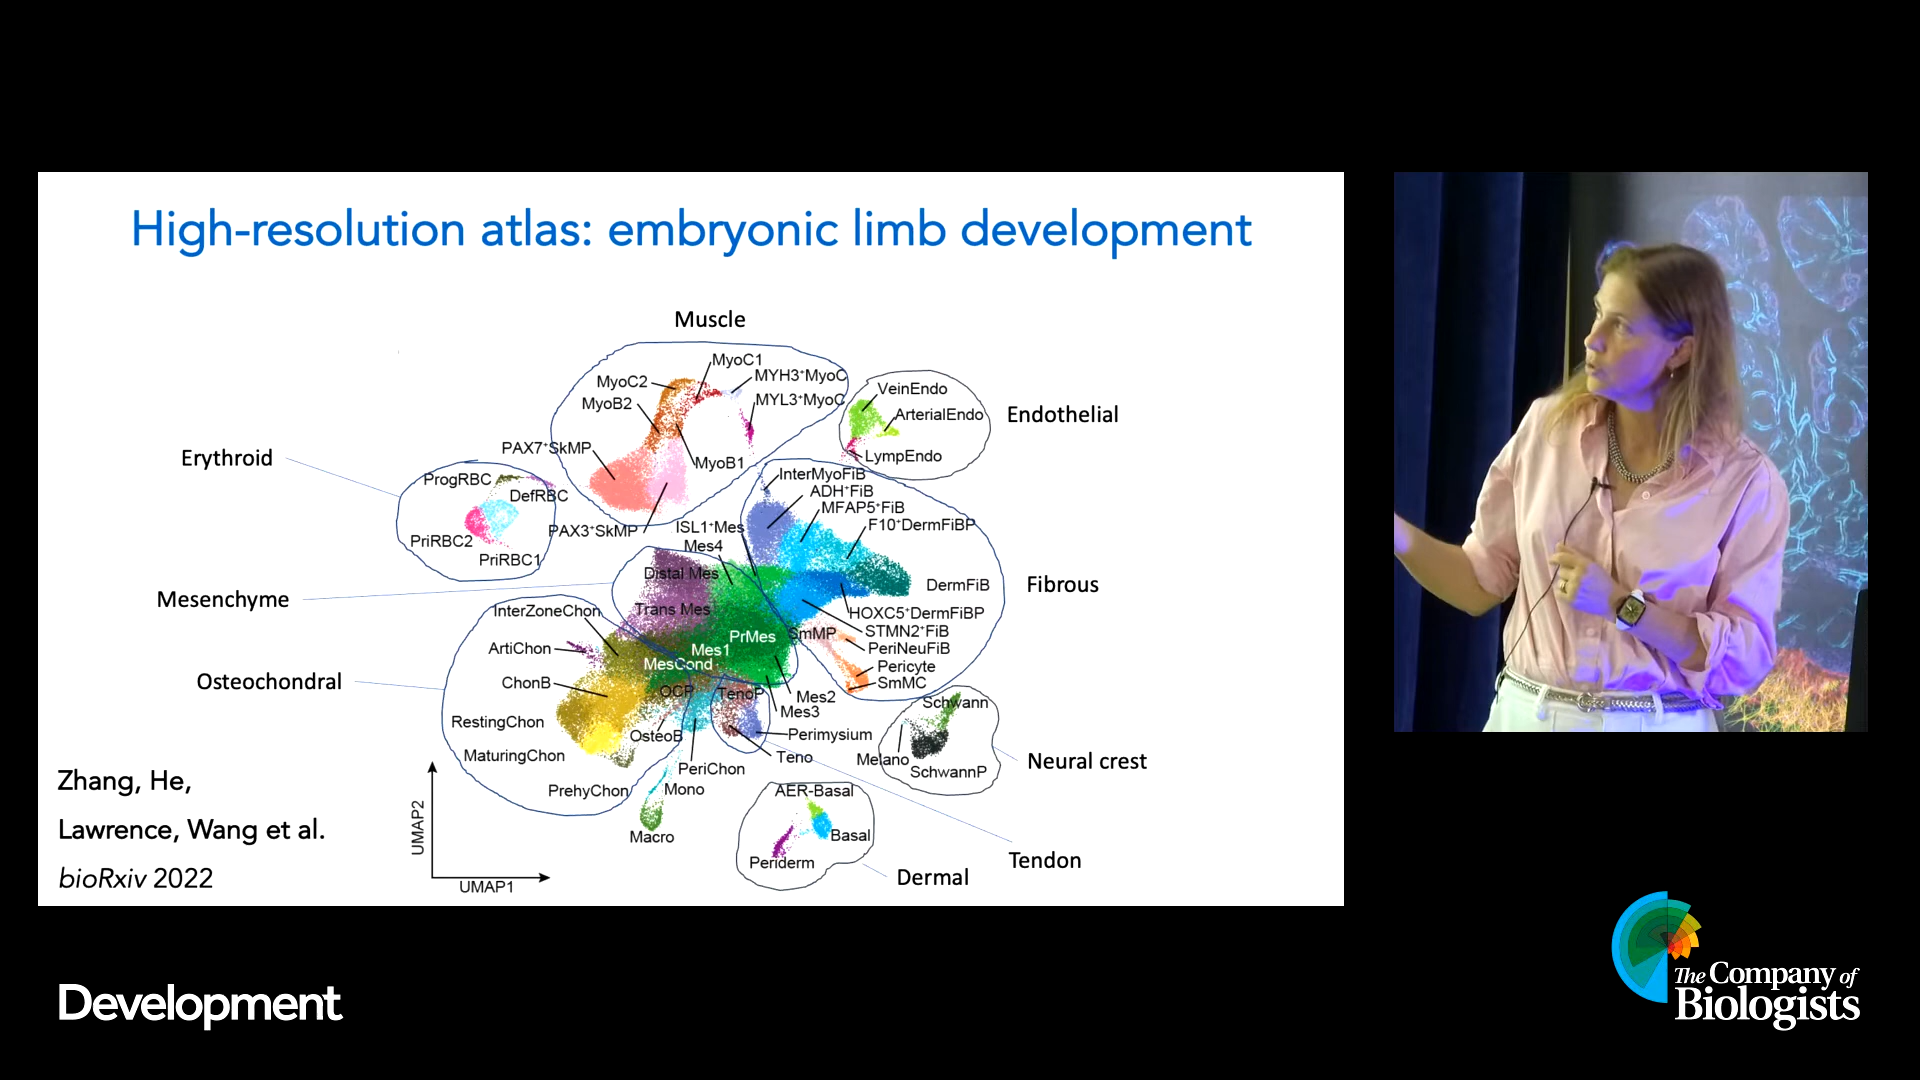 High-resolution atlas: embryonic limb development
Muscle
MyoC1
MyoC2
MYH3⁺MyoC
MyoB2
MYL3⁺MyoC
PAX7⁺SkMP
MyoB1
PAX3⁺SkMP
VeinEndo
ArterialEndo
LympEndo
Endothelial
Erythroid
ProgRBC
DefRBC
PriRBC2
PriRBC1
InterMyoFiB
ADH⁺FiB
MFAP5⁺FiB
F10⁺DermFiBP
ISL1⁺Mes
Mes4
Distal Mes
DermFiB
Fibrous
Mesenchyme
InterZoneChon
Trans Mes
HOXC5⁺DermFiBP
PrMes
SmMP
STMN2⁺FiB
ArtiChon
Mes1
PeriNeuFiB
MesCond
Pericyte
Osteochondral
ChonB
OCP
TenoP
SmMC
Mes2
Mes3
Schwann
RestingChon
OsteoB
Perimysium
MaturingChon
Teno
Melano
SchwannP
Neural crest
PeriChon
PrehyChon
Mono
Macro
AER-Basal
Basal
Periderm
Tendon
Dermal
UMAP2
UMAP1
Zhang, He,
Lawrence, Wang et al.
bioRxiv 2022
Development
The Company of
Biologists